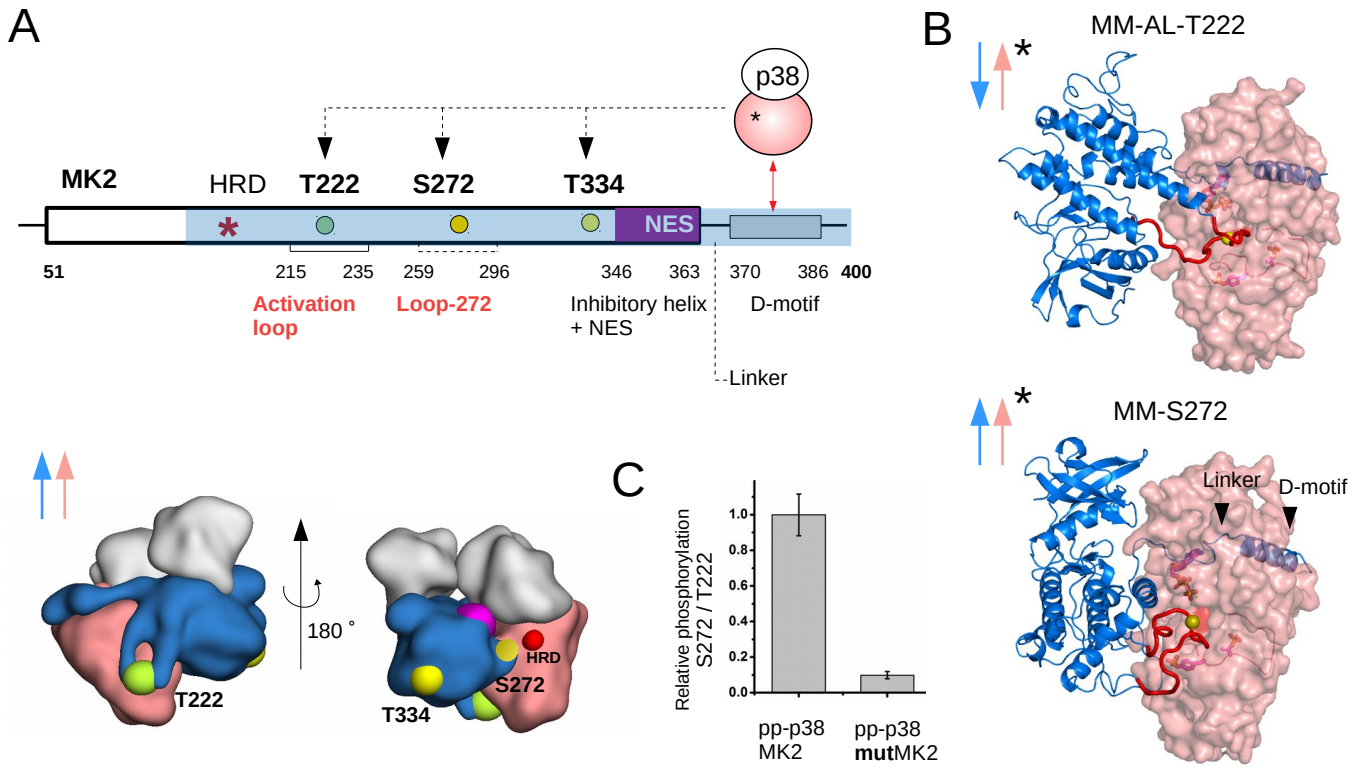 A
p38
*
MK2
HRD T222 S272 T334
* NES
51 215 235 259 296 346 363 370 386 400
Activation
loop
Loop-272
Inhibitory helix
+ NES
D-motif
Linker
180 °
T222
HRD
S272
T334
B
MM-AL-T222
*
MM-S272
*
Linker
D-motif
C
Relative phosphorylation
S272 / T222
1.0
0.8
0.6
0.4
0.2
0.0
pp-p38
MK2
pp-p38
mutMK2